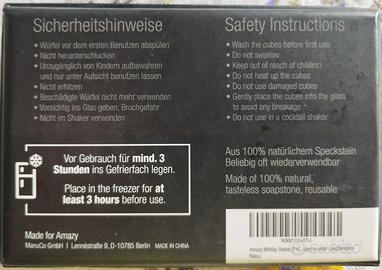 Sicherheitshinweise
• Würfel vor dem ersten Benutzen abspülen
• Nicht herunterschlucken
• Unzugänglich von Kindern aufbewahren
und nur unter Aufsicht benutzen lassen
• Nicht erhitzen
• Beschädigte Würfel nicht mehr verwenden
• Vorsichtig ins Glas geben, Bruchgefahr
• Nicht im Shaker verwenden
Safety Instructions
• Wash the cubes before first use
• Do not swallow
• Keep out of reach of children
• Do not heat up the cubes
• Do not use damaged cubes
• Gently place the cubes into the glass
to avoid any breakage
• Do not use in a cocktail shaker
Vor Gebrauch für mind. 3
Stunden ins Gefrierfach legen.
Place in the freezer for at
least 3 hours before use.
Aus 100% natürlichem Speckstein
Beliebig oft wiederverwendbar
Made of 100% natural,
tasteless soapstone, reusable
Made for Amazy
ManuCo GmbH | Lennéstraße 9, D-10785 Berlin MADE IN CHINA
Amazy Whisky Steine
Neu